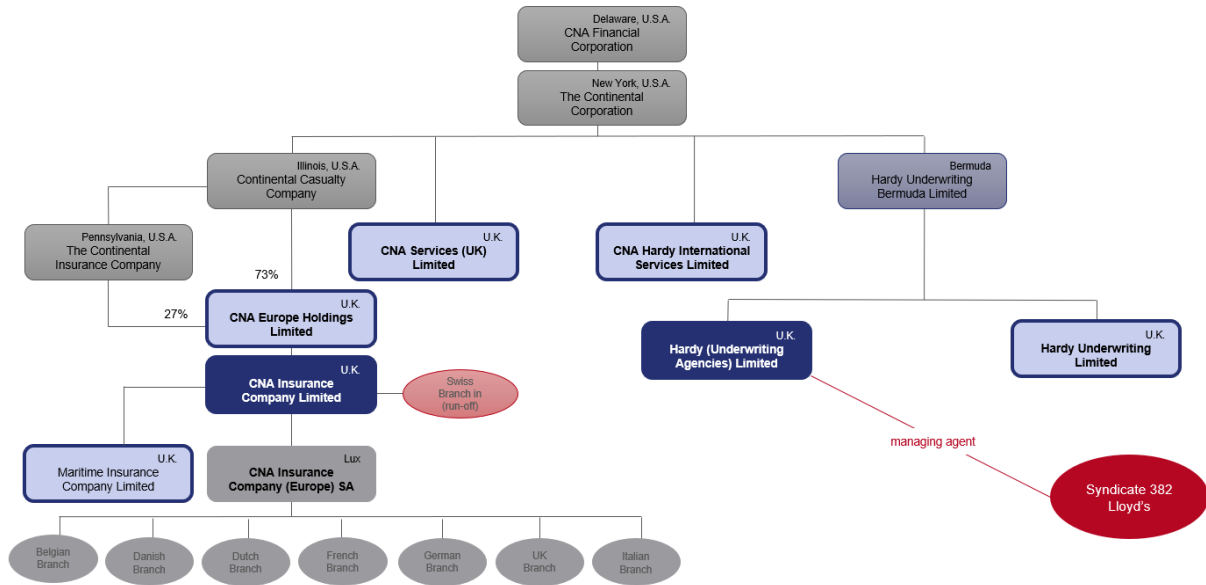 Delaware, U.S.A.
CNA Financial
Corporation
New York, U.S.A.
The Continental
Corporation
Illinois, U.S.A.
Continental Casualty
Company
Bermuda
Hardy Underwriting
Bermuda Limited
Pennsylvania, U.S.A.
The Continental
Insurance Company
U.K.
CNA Services (UK)
Limited
U.K.
CNA Hardy International
Services Limited
73%
27%
U.K.
CNA Europe Holdings
Limited
U.K.
Hardy (Underwriting
Agencies) Limited
U.K.
Hardy Underwriting
Limited
U.K.
CNA Insurance
Company Limited
Swiss
Branch in
(run-off)
managing agent
U.K.
Maritime Insurance
Company Limited
Lux
CNA Insurance
Company (Europe) SA
Syndicate 382
Lloyd's
Belgian
Branch
Danish
Branch
Dutch
Branch
French
Branch
German
Branch
UK
Branch
Italian
Branch